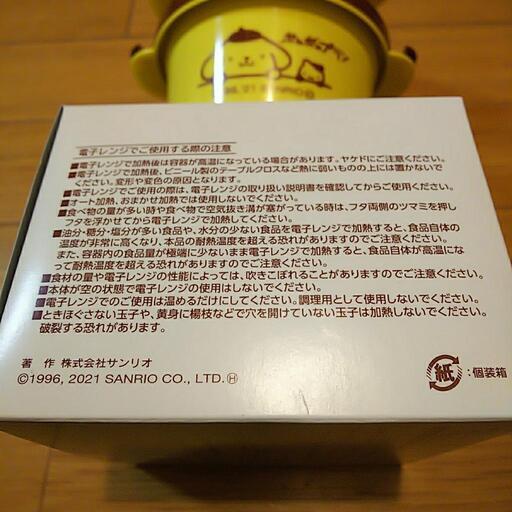 ぽむぽむぷりん
'96, '21 SANRIO Ⓗ
電子レンジでご使用する際の注意
■電子レンジで加熱後は容器が高温になっている場合があります。ヤケドにご注意ください。
■電子レンジで加熱後、ビニール製のテーブルクロスなど熱に弱いものの上には置かないで
ください。変形や変色の原因となります。
■電子レンジでご使用の際は、電子レンジの取り扱い説明書を確認してからご使用ください。
■オート加熱、おまかせ加熱では使用しないでください。
■食べ物の量が多い時や食べ物で空気抜き溝が塞がっている時は、フタ両側のツマミを押し
フタを浮かせてから電子レンジで加熱してください。
■油分・糖分・塩分が多い食品や、水分の少ない食品を電子レンジで加熱すると、食品自体の
温度が非常に高くなり、本品の耐熱温度を超える恐れがありますのでご注意ください。
また、容器内の食品量が極端に少ないまま電子レンジで加熱すると、食品自体が高温にな
って耐熱温度を超える恐れがありますのでご注意ください。
■食材の量や電子レンジの性能によっては、吹きこぼれることがありますのでご注意ください。
■本体が空の状態で電子レンジの使用はしないでください。
■電子レンジでのご使用は温めるだけにしてください。調理用として使用しないでください。
■ときほぐさない玉子や、黄身に楊枝などで穴を開けていない玉子は加熱しないでください。
破裂する恐れがあります。
著 作 株式会社サンリオ
©1996, 2021 SANRIO CO., LTD.Ⓗ
紙 :個装箱